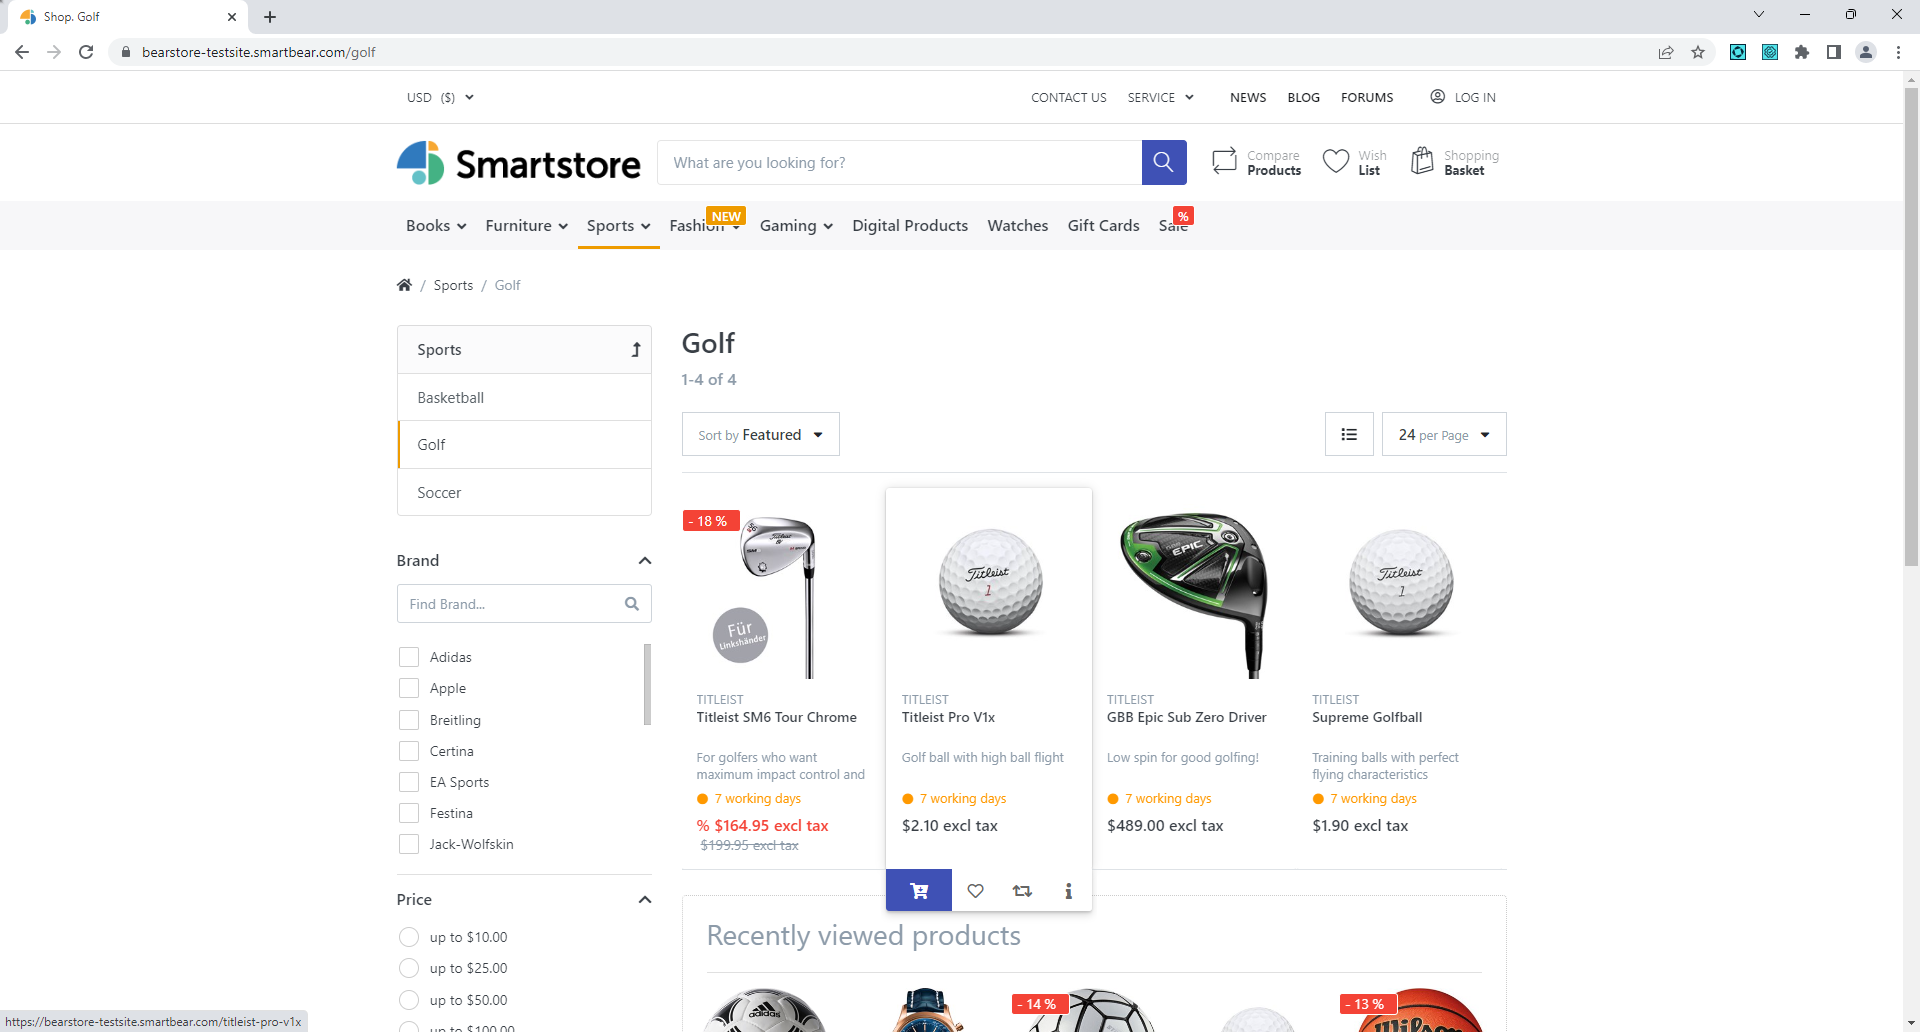 Shop. Golf
bearstore-testsite.smartbear.com/golf
USD ($)
CONTACT US SERVICE NEWS BLOG FORUMS LOG IN
Smartstore
What are you looking for?
Compare
Products
Wish
List
Shopping
Basket
NEW
%
Books Furniture Sports Fashion Gaming Digital Products Watches Gift Cards Sale
/ Sports / Golf
Sports
Basketball
Golf
Soccer
Brand
Find Brand...
Adidas
Apple
Breitling
Certina
EA Sports
Festina
Jack-Wolfskin
Price
up to $10.00
up to $25.00
up to $50.00
up to $100.00
Golf
1-4 of 4
Sort by Featured
24 per Page
- 18 %
Titleist
Für
Linkshänder
TITLEIST
Titleist SM6 Tour Chrome
For golfers who want
maximum impact control and
7 working days
% $164.95 excl tax
$199.95 excl tax
Titleist
1
TITLEIST
Titleist Pro V1x
Golf ball with high ball flight
7 working days
$2.10 excl tax
EPIC
TITLEIST
GBB Epic Sub Zero Driver
Low spin for good golfing!
7 working days
$489.00 excl tax
Titleist
1
TITLEIST
Supreme Golfball
Training balls with perfect
flying characteristics
7 working days
$1.90 excl tax
Recently viewed products
adidas
- 14 %
- 13 %
Wilson
https://bearstore-testsite.smartbear.com/titleist-pro-v1x